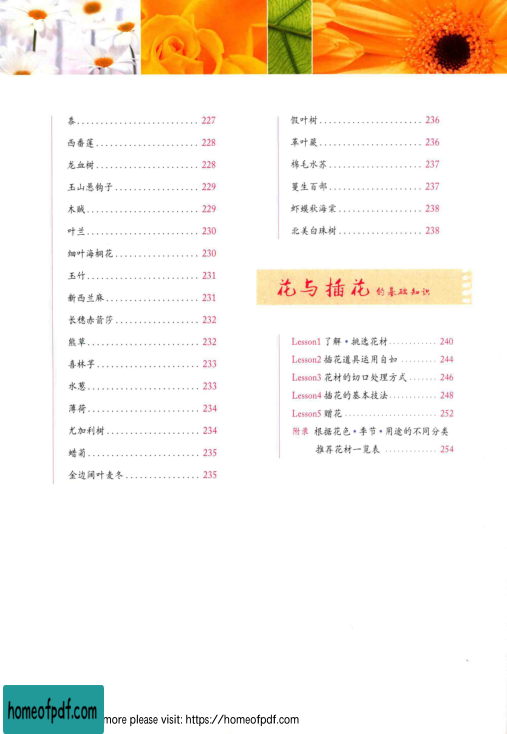 黍......................... 227
西番莲...................... 228
龙血树...................... 228
玉山悬钩子.................. 229
木贼........................ 229
叶兰........................ 230
细叶海桐花.................. 230
玉竹........................ 231
新西兰麻.................... 231
长穗赤箭莎.................. 232
熊草........................ 232
喜林芋...................... 233
水葱........................ 233
薄荷........................ 234
尤加利树.................... 234
蜡菊........................ 235
金边阔叶麦冬................ 235
假叶树...................... 236
草叶蕨...................... 236
棉毛水苏.................... 237
蔓生百部.................... 237
虾蟆秋海棠.................. 238
北美白珠树.................. 238
花与插花的基础知识
Lesson1 了解·挑选花材............ 240
Lesson2 插花道具运用自如 ........ 244
Lesson3 花材的切口处理方式....... 246
Lesson4 插花的基本技法............ 248
Lesson5 赠花...................... 252
附录 根据花色·季节·用途的不同分类
推荐花材一览表 ............. 254
homeofpdf.com
more please visit: https://homeofpdf.com